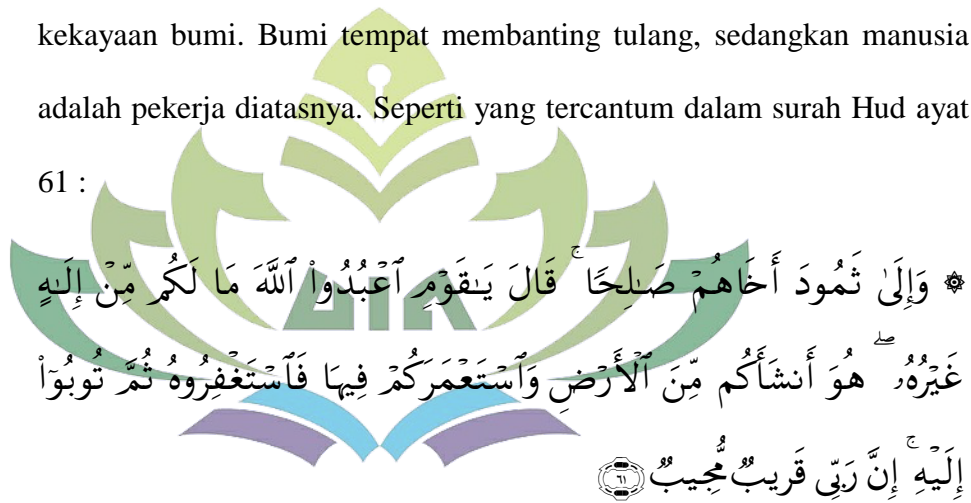 kekayaan bumi. Bumi tempat membanting tulang, sedangkan manusia
adalah pekerja diatasnya. Seperti yang tercantum dalam surah Hud ayat
61 :
۞ وَإِلَىٰ ثَمُودَ أَخَاهُمْ صَـٰلِحًا ۚ قَالَ يَـٰقَوْمِ ٱعْبُدُوا۟ ٱللَّهَ مَا لَكُم مِّنْ إِلَـٰهٍ
غَيْرُهُۥ ۖ هُوَ أَنشَأَكُم مِّنَ ٱلْأَرْضِ وَٱسْتَعْمَرَكُمْ فِيهَا فَٱسْتَغْفِرُوهُ ثُمَّ تُوبُوٓا۟
إِلَيْهِ ۚ إِنَّ رَبِّى قَرِيبٌ مُّجِيبٌ ﴿٦١﴾